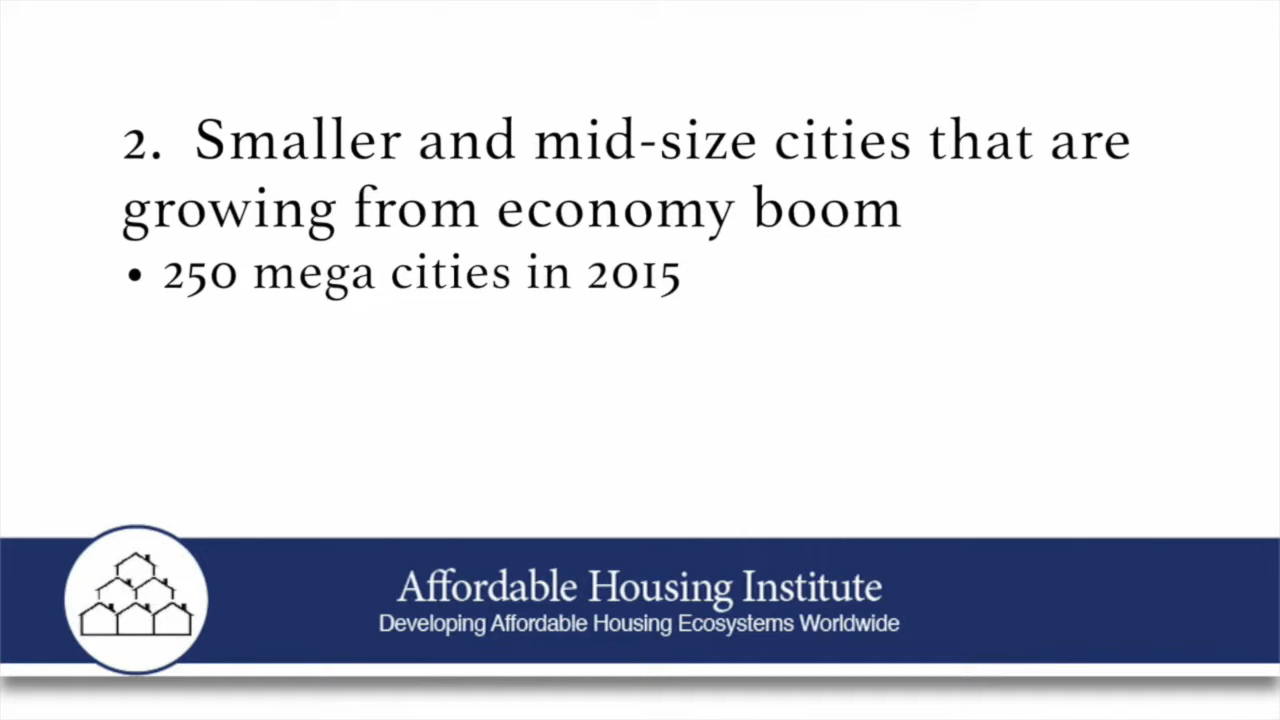 2. Smaller and mid-size cities that are
growing from economy boom
• 250 mega cities in 2015
Affordable Housing Institute
Developing Affordable Housing Ecosystems Worldwide